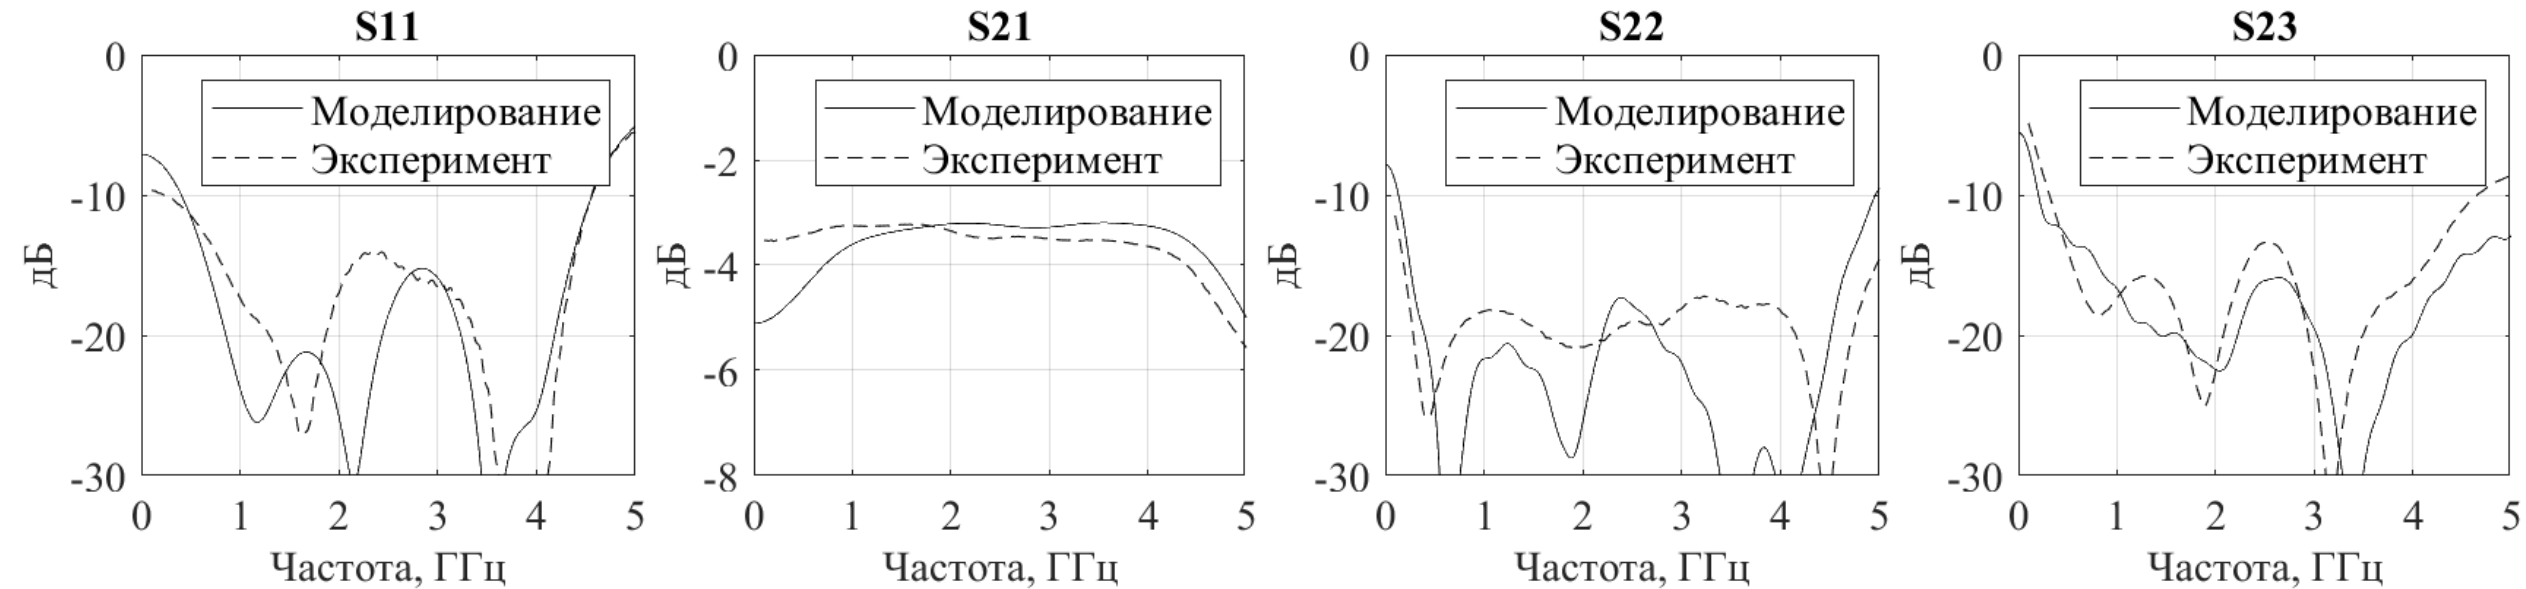 S11
0
-10
-20
-30
дБ
Моделирование
Эксперимент
0 1 2 3 4 5
Частота, ГГц
S21
0
-2
-4
-6
-8
дБ
Моделирование
Эксперимент
0 1 2 3 4 5
Частота, ГГц
S22
0
-10
-20
-30
дБ
Моделирование
Эксперимент
0 1 2 3 4 5
Частота, ГГц
S23
0
-10
-20
-30
дБ
Моделирование
Эксперимент
0 1 2 3 4 5
Частота, ГГц